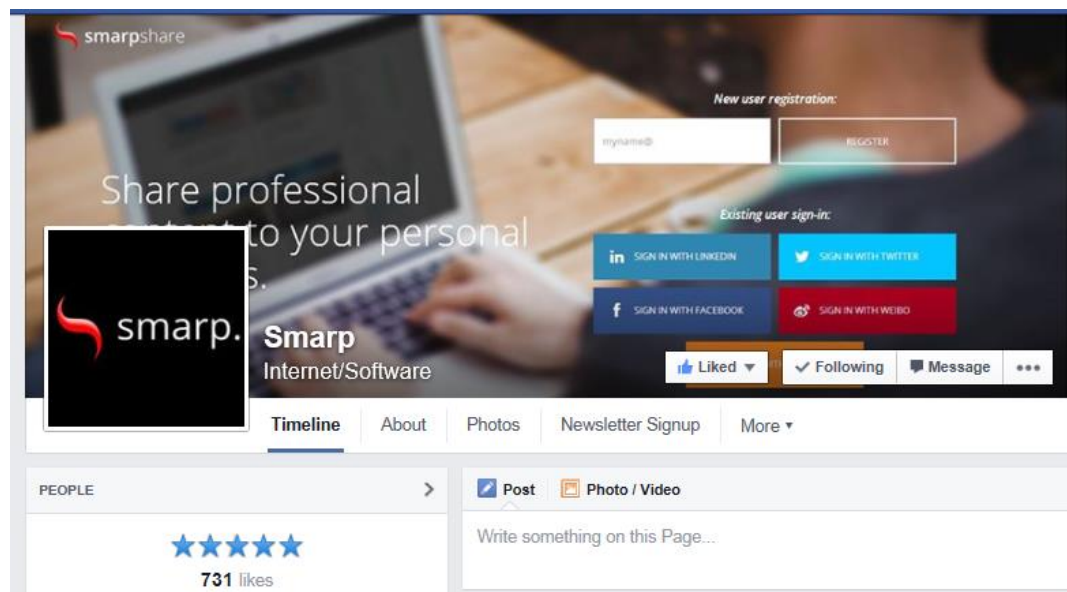 smarpshare
New user registration:
myname@
REGISTER
Share professional
to your personal
s.
Existing user sign-in:
in SIGN IN WITH LINKEDIN
SIGN IN WITH TWITTER
f SIGN IN WITH FACEBOOK
SIGN IN WITH WEIBO
smarp.
Smarp
Internet/Software
Liked
Following
Message
Timeline
About
Photos
Newsletter Signup
More
PEOPLE
Post
Photo / Video
Write something on this Page...
731 likes